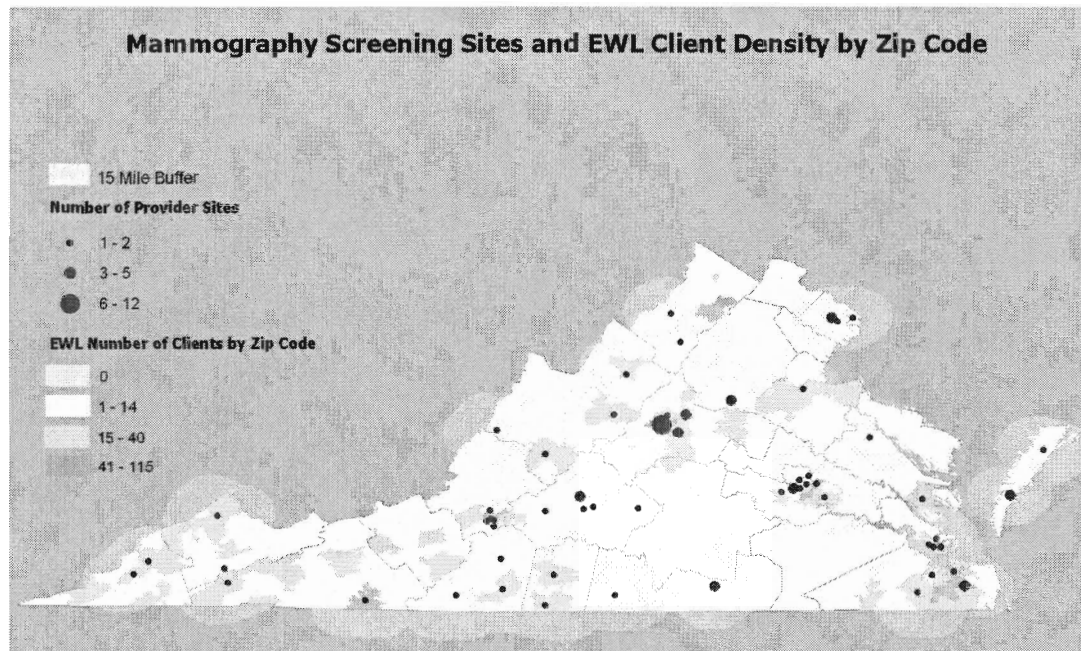 Mammography Screening Sites and EWL Client Density by Zip Code
15 Mile Buffer
Number of Provider Sites
1 - 2
3 - 5
6 - 12
EWL Number of Clients by Zip Code
0
1 - 14
15 - 40
41 - 115